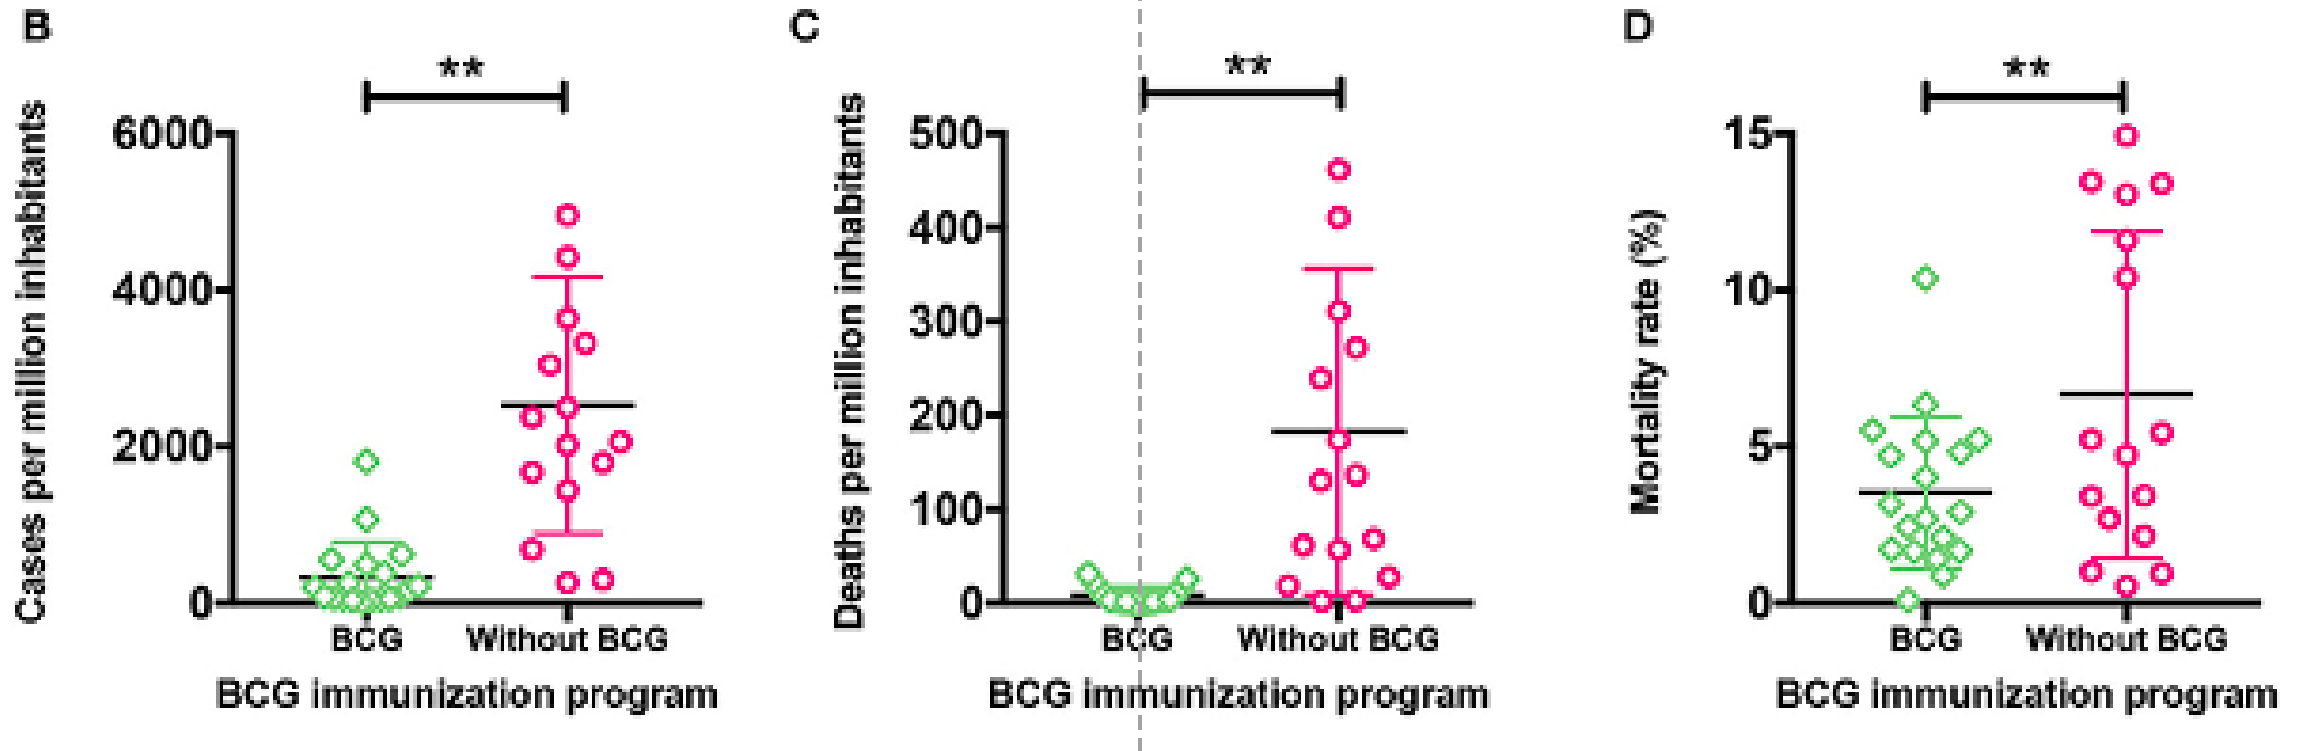 B
**
Cases per million inhabitants
6000
4000
2000
0
BCG
Without BCG
BCG immunization program
C
**
Deaths per million inhabitants
500
400
300
200
100
0
BCG
Without BCG
BCG immunization program
D
**
Mortality rate (%)
15
10
5
0
BCG
Without BCG
BCG immunization program